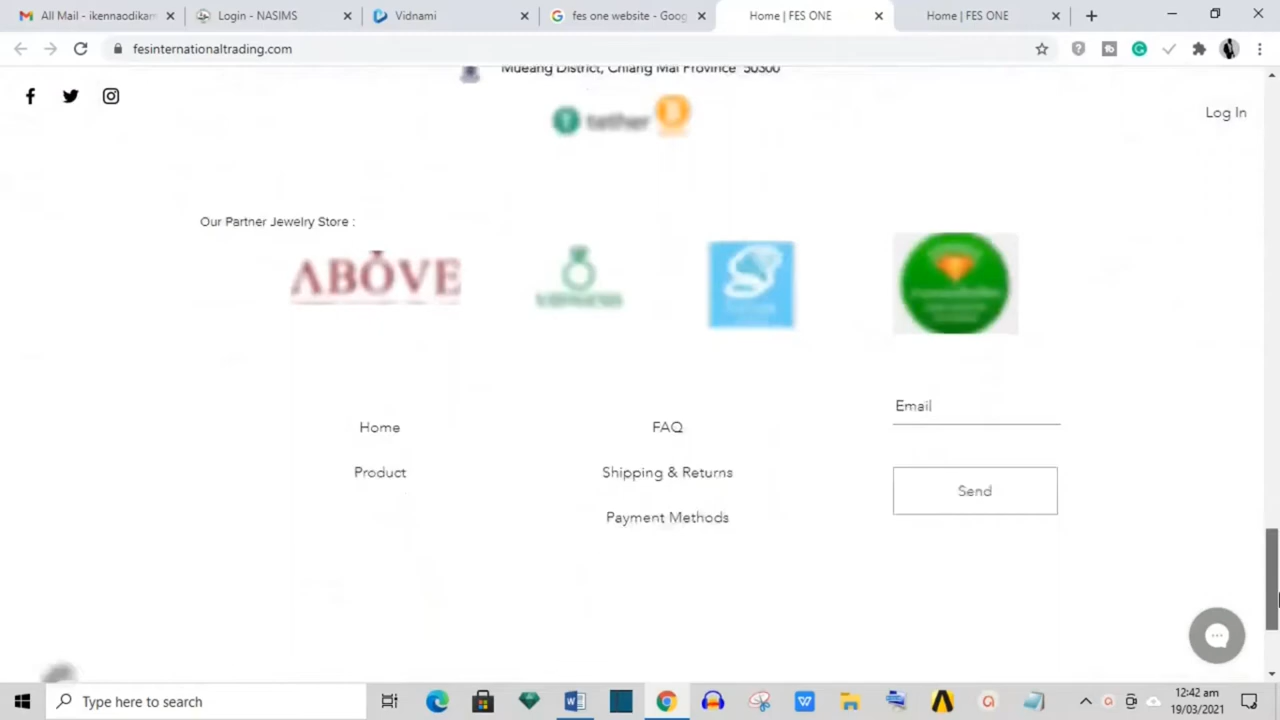 All Mail - ikennaodikam
Login - NASIMS
Vidnami
fes one website - Goog
Home | FES ONE
Home | FES ONE
fesinternationaltrading.com
Mueang District, Chiang Mai Province 50300
tether
Log In
Our Partner Jewelry Store :
ABOVE
Email
Home
FAQ
Product
Shipping & Returns
Send
Payment Methods
Type here to search
12:42 am
19/03/2021